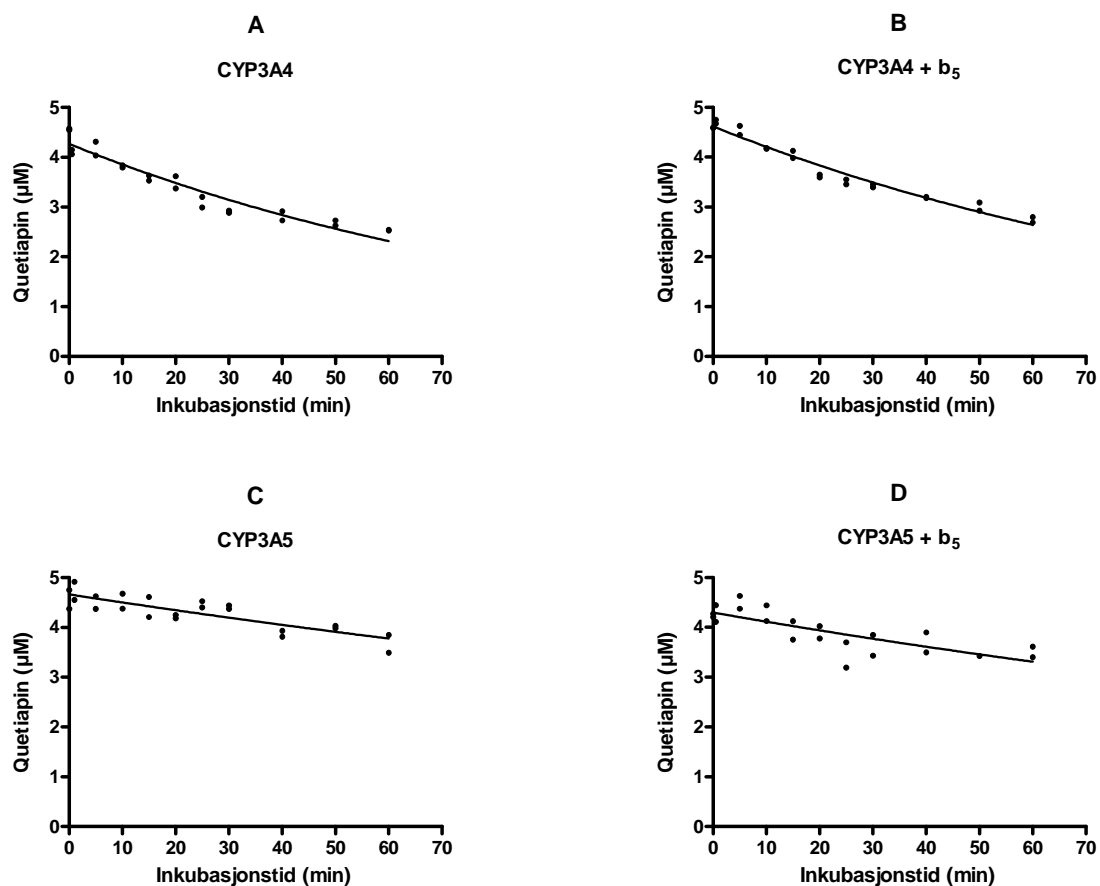 A
CYP3A4
5
4
3
2
1
0
Quetiapin (µM)
0 10 20 30 40 50 60 70
Inkubasjonstid (min)
B
CYP3A4 + b₅
5
4
3
2
1
0
Quetiapin (µM)
0 10 20 30 40 50 60 70
Inkubasjonstid (min)
C
CYP3A5
5
4
3
2
1
0
Quetiapin (µM)
0 10 20 30 40 50 60 70
Inkubasjonstid (min)
D
CYP3A5 + b₅
5
4
3
2
1
0
Quetiapin (µM)
0 10 20 30 40 50 60 70
Inkubasjonstid (min)